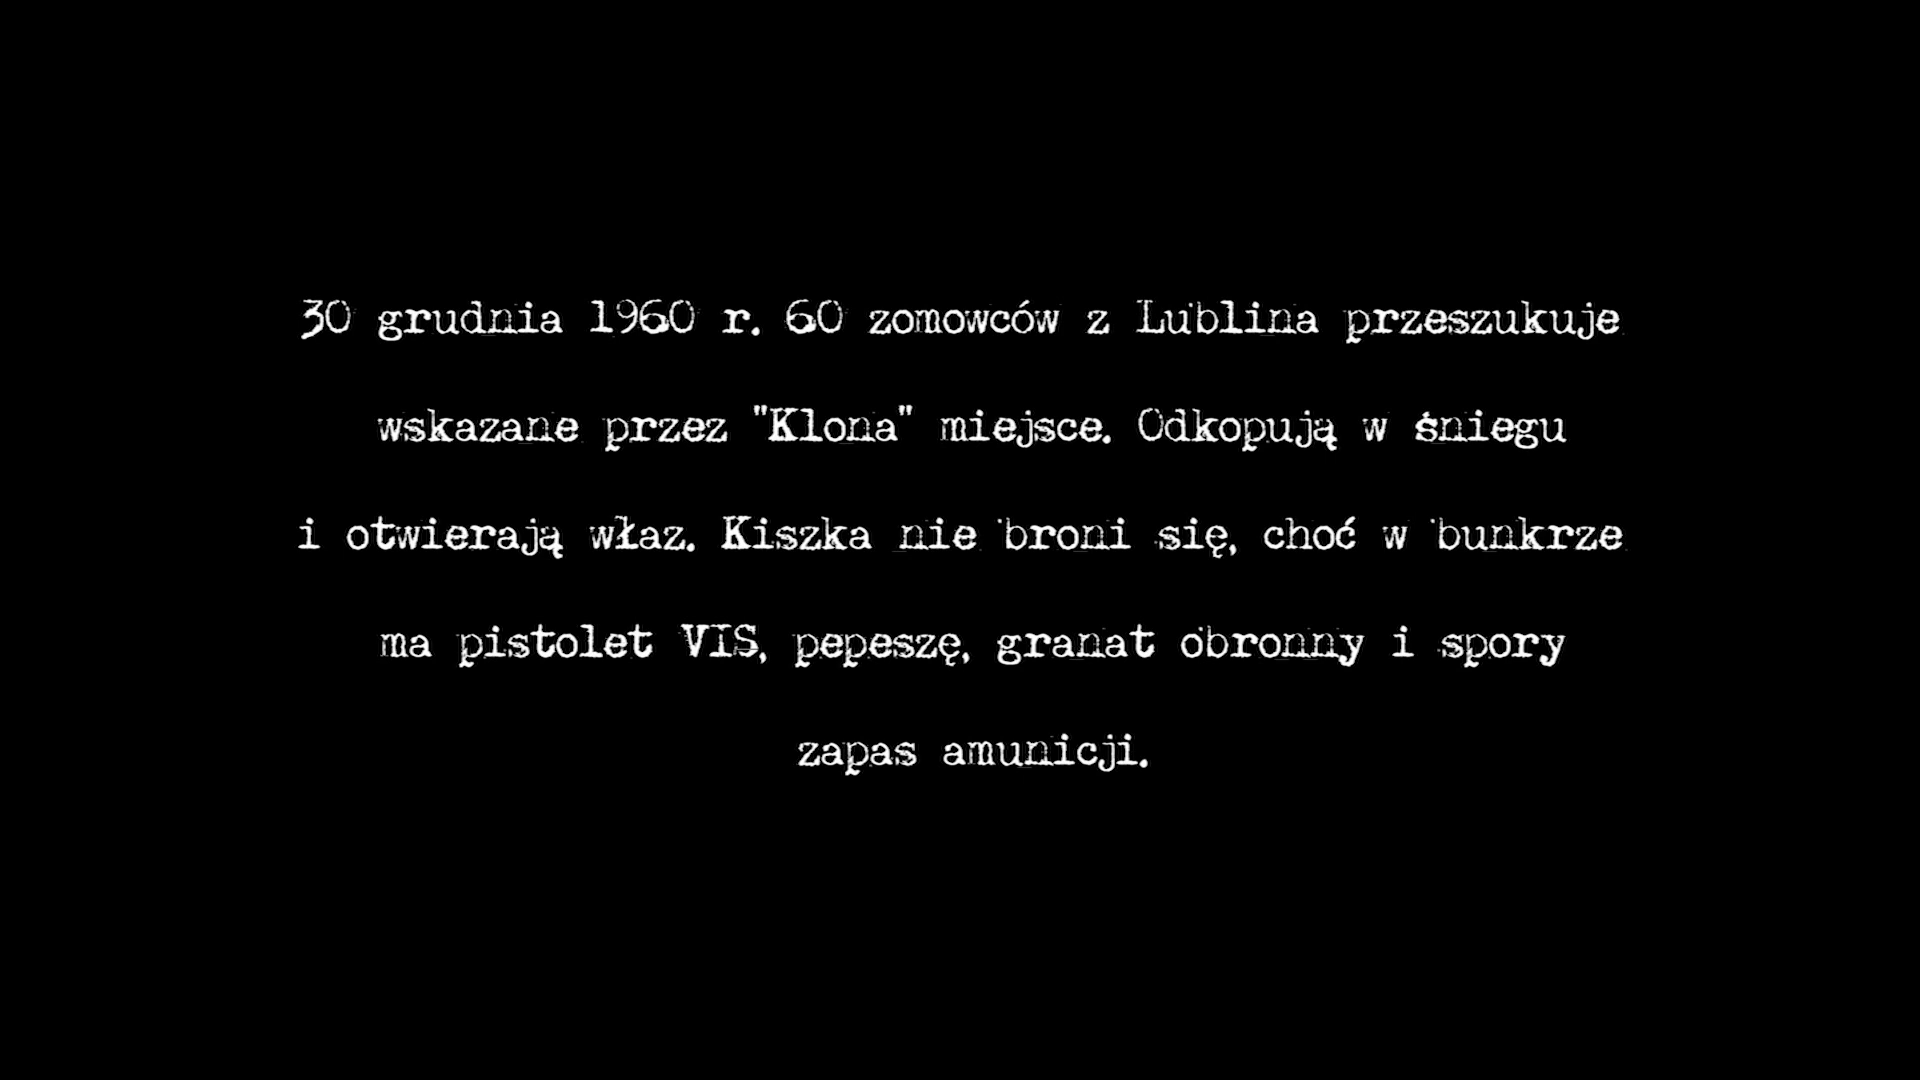 30 grudnia 1960 r. 60 zomowców z Lublina przeszukuje
wskazane przez "Klona" miejsce. Odkopują w śniegu
i otwierają właz. Kiszka nie broni się, choć w bunkrze
ma pistolet VIS, pepeszę, granat obronny i spory
zapas amunicji.